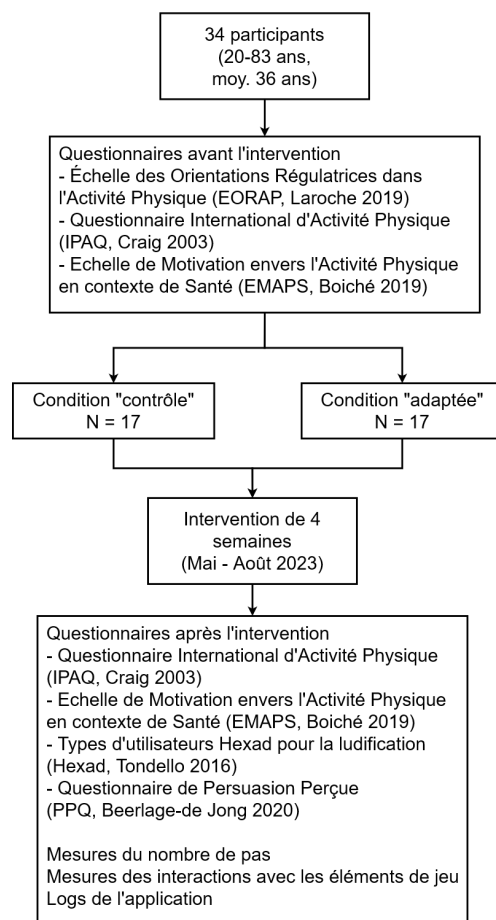 34 participants
(20-83 ans,
moy. 36 ans)
Questionnaires avant l'intervention
- Échelle des Orientations Régulatrices dans
l'Activité Physique (EORAP, Laroche 2019)
- Questionnaire International d'Activité Physique
(IPAQ, Craig 2003)
- Echelle de Motivation envers l'Activité Physique
en contexte de Santé (EMAPS, Boiché 2019)
Condition "contrôle"
N = 17
Condition "adaptée"
N = 17
Intervention de 4
semaines
(Mai - Août 2023)
Questionnaires après l'intervention
- Questionnaire International d'Activité Physique
(IPAQ, Craig 2003)
- Echelle de Motivation envers l'Activité Physique
en contexte de Santé (EMAPS, Boiché 2019)
- Types d'utilisateurs Hexad pour la ludification
(Hexad, Tondello 2016)
- Questionnaire de Persuasion Perçue
(PPQ, Beerlage-de Jong 2020)
Mesures du nombre de pas
Mesures des interactions avec les éléments de jeu
Logs de l'application